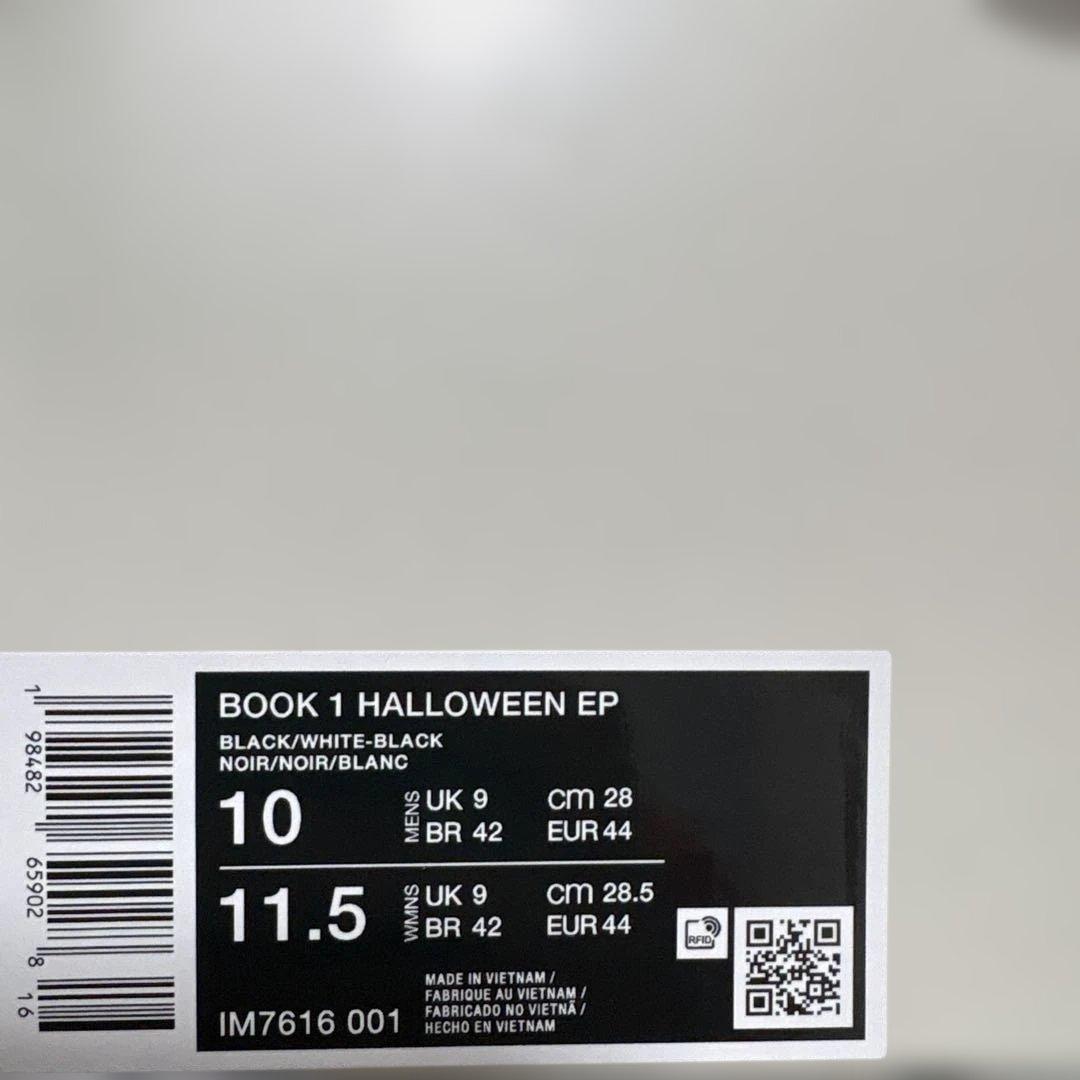 1 98482 65902 8 16
BOOK 1 HALLOWEEN EP
BLACK/WHITE-BLACK
NOIR/NOIR/BLANC
10 MENS UK 9 cm 28
BR 42 EUR 44
11.5 WMNS UK 9 cm 28.5
BR 42 EUR 44
RFID
MADE IN VIETNAM /
FABRIQUE AU VIETNAM /
FABRICADO NO VIETNÃ /
HECHO EN VIETNAM
IM7616 001